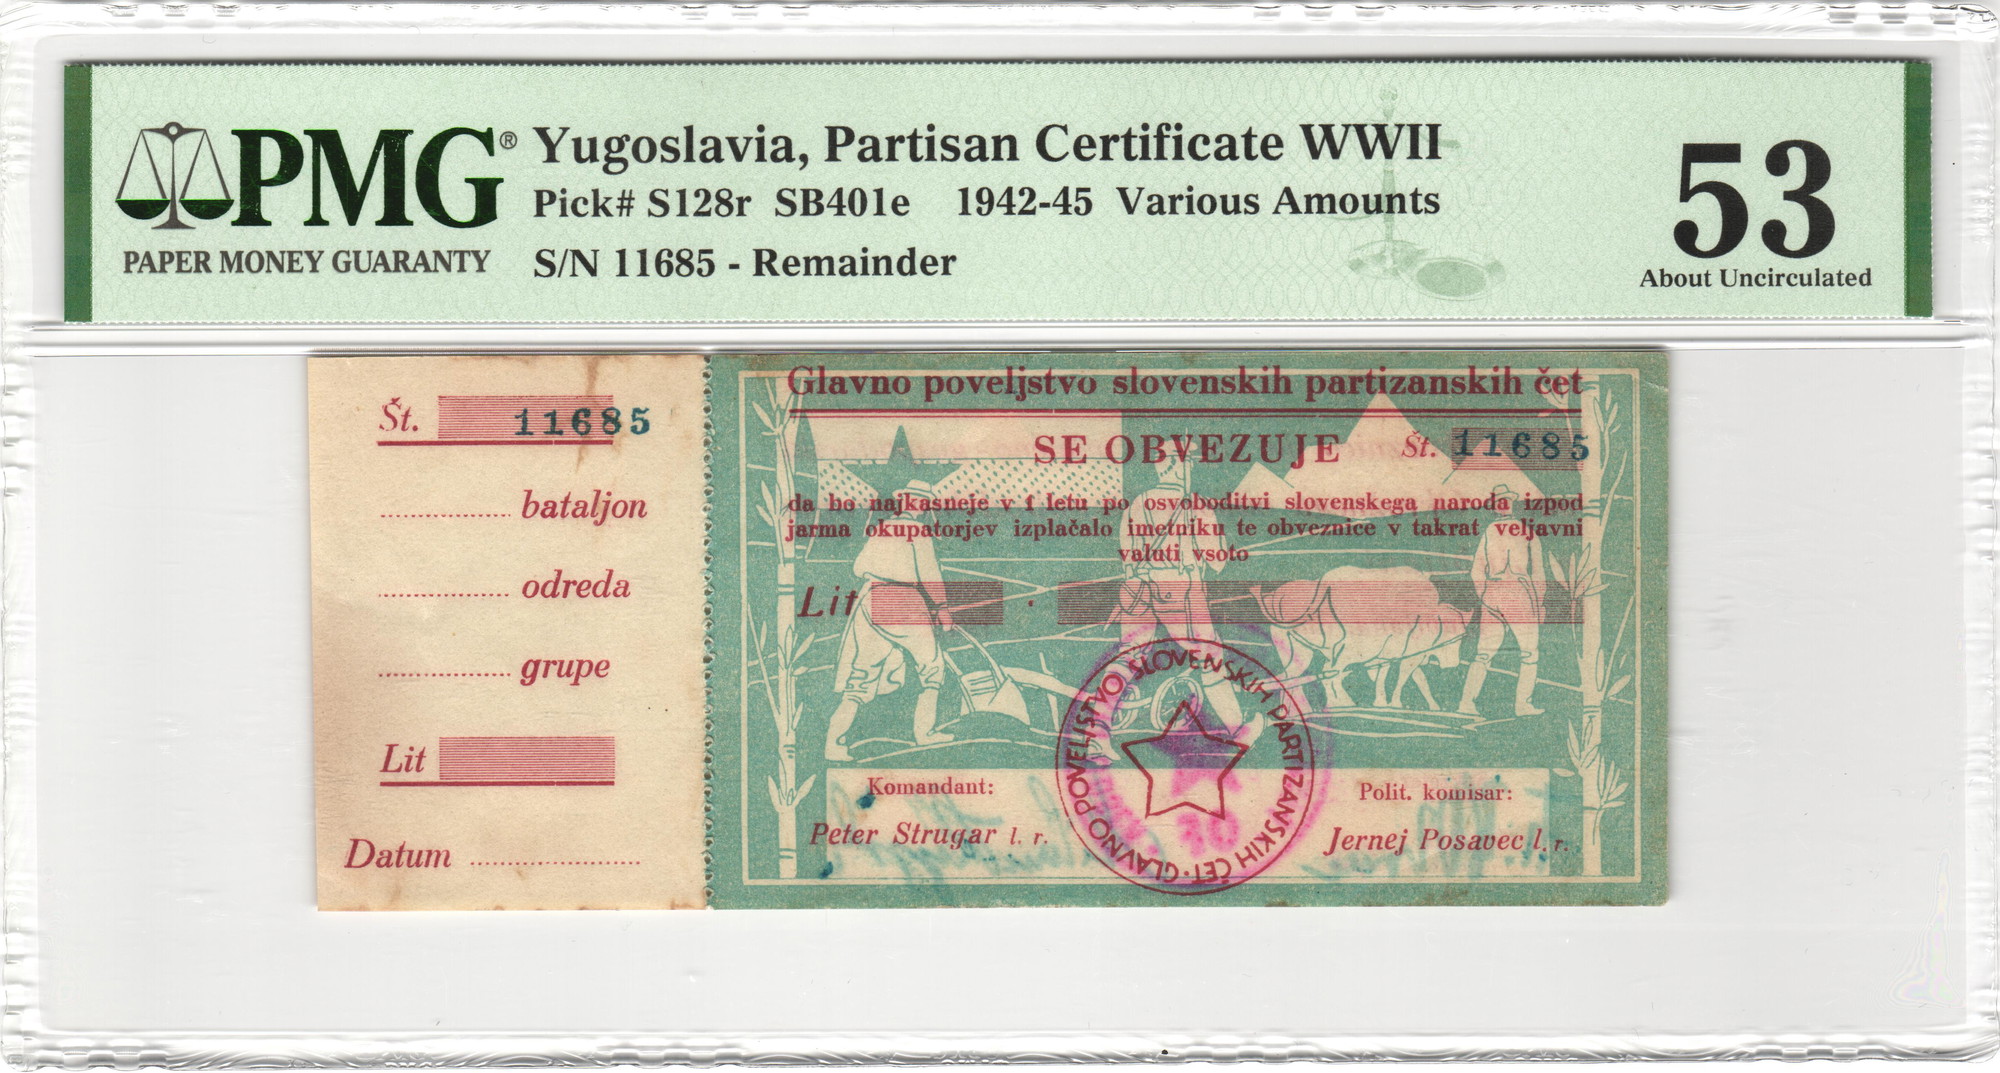 PMG®
PAPER MONEY GUARANTY
Yugoslavia, Partisan Certificate WWII
Pick# S128r SB401e 1942-45 Various Amounts
S/N 11685 - Remainder
53
About Uncirculated
Št. 11685
bataljon
odreda
grupe
Lit
Datum
Glavno poveljstvo slovenskih partizanskih čet
SE OBVEZUJE Št. 11685
da bo najkasneje v 1 letu po osvoboditvi slovenskega naroda izpod
jarma okupatorjev izplačalo imetniku te obveznice v takrat veljavni
valuti vsoto
Lit
GLAVNO POVELJSTVO SLOVENSKIH PARTIZANSKIH ČET
Komandant:
Peter Strugar l. r.
Polit. komisar:
Jernej Posavec l. r.